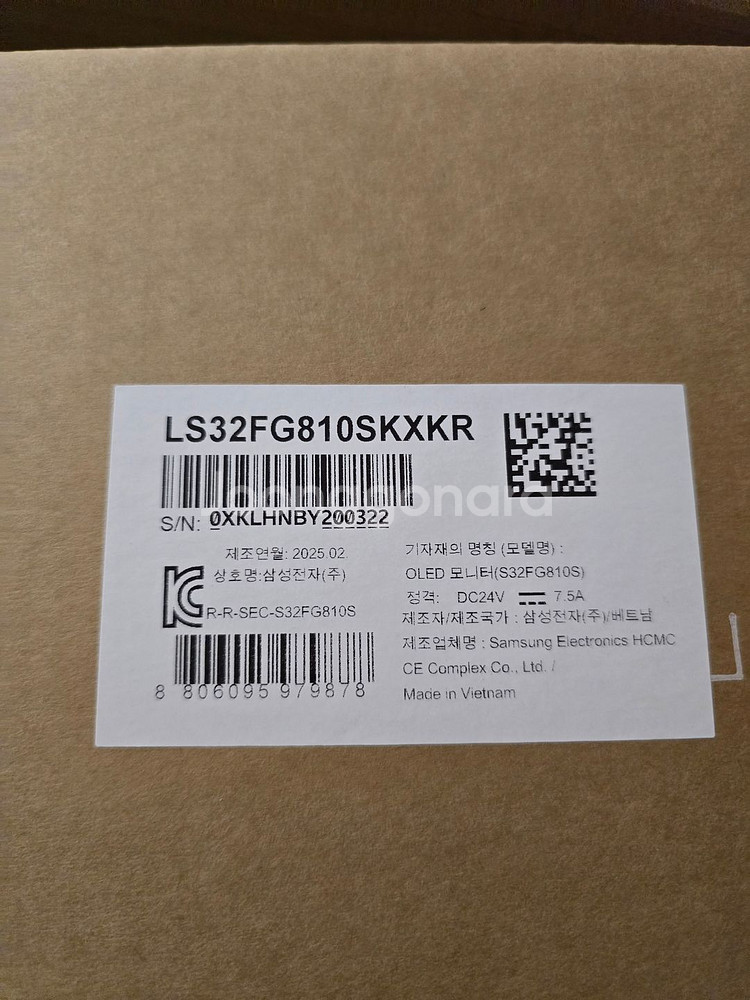 LS32FG810SKXKR
S/N: 0XKLHNBY200322
제조연월: 2025.02.
상호명:삼성전자(주)
R-R-SEC-S32FG810S
8 806095 979878
기자재의 명칭 (모델명) :
OLED 모니터(S32FG810S)
정격: DC24V 7.5A
제조자/제조국가 : 삼성전자(주)/베트남
제조업체명 : Samsung Electronics HCMC
CE Complex Co., Ltd. /
Made in Vietnam
joonggonara